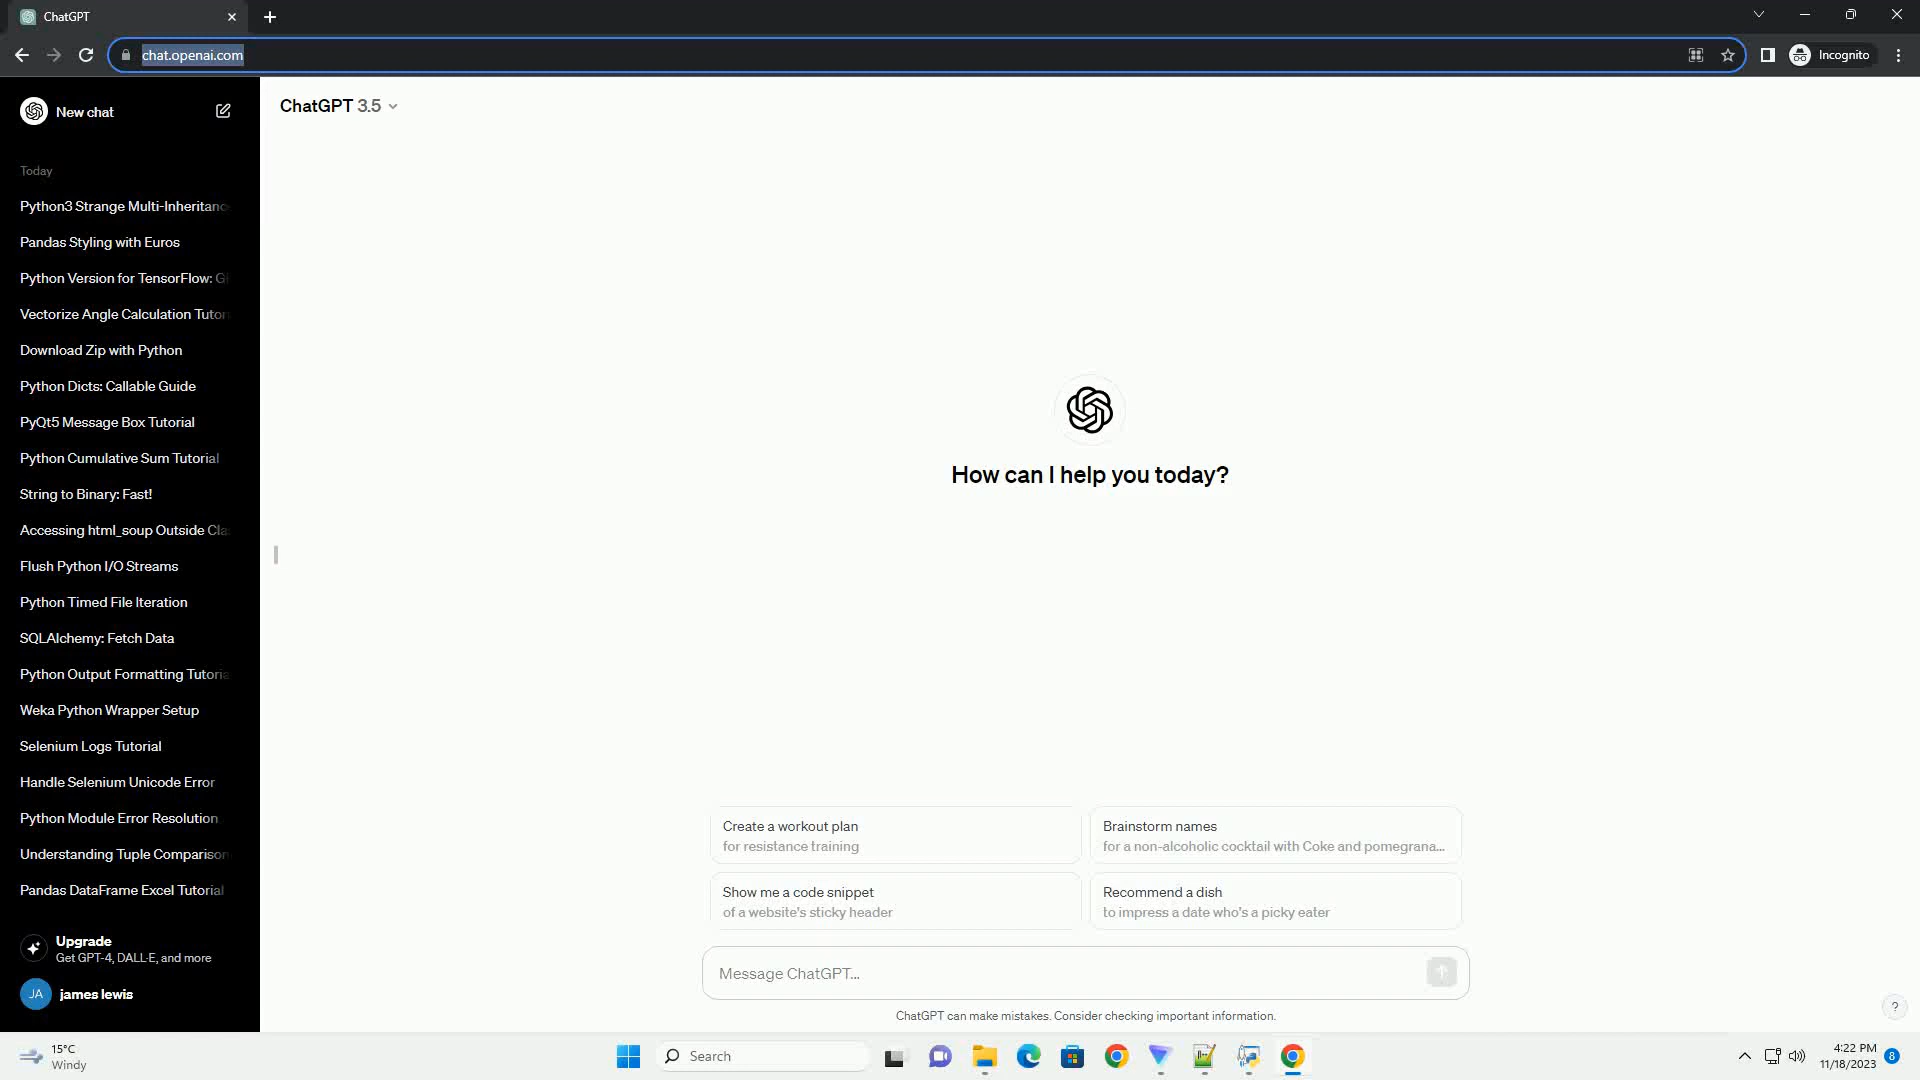 ChatGPT
chat.openai.com
Incognito
New chat
ChatGPT 3.5
Today
Python3 Strange Multi-Inheritanc
Pandas Styling with Euros
Python Version for TensorFlow: G
Vectorize Angle Calculation Tutor
Download Zip with Python
Python Dicts: Callable Guide
PyQt5 Message Box Tutorial
Python Cumulative Sum Tutorial
String to Binary: Fast!
Accessing html_soup Outside Cla
Flush Python I/O Streams
Python Timed File Iteration
SQLAlchemy: Fetch Data
Python Output Formatting Tutoria
Weka Python Wrapper Setup
Selenium Logs Tutorial
Handle Selenium Unicode Error
Python Module Error Resolution
Understanding Tuple Comparison
Pandas DataFrame Excel Tutorial
Upgrade
Get GPT-4, DALL·E, and more
JA
james lewis
How can I help you today?
Create a workout plan
for resistance training
Brainstorm names
for a non-alcoholic cocktail with Coke and pomegrana...
Show me a code snippet
of a website's sticky header
Recommend a dish
to impress a date who's a picky eater
Message ChatGPT...
ChatGPT can make mistakes. Consider checking important information.
?
15°C
Windy
Search
4:22 PM
11/18/2023
8